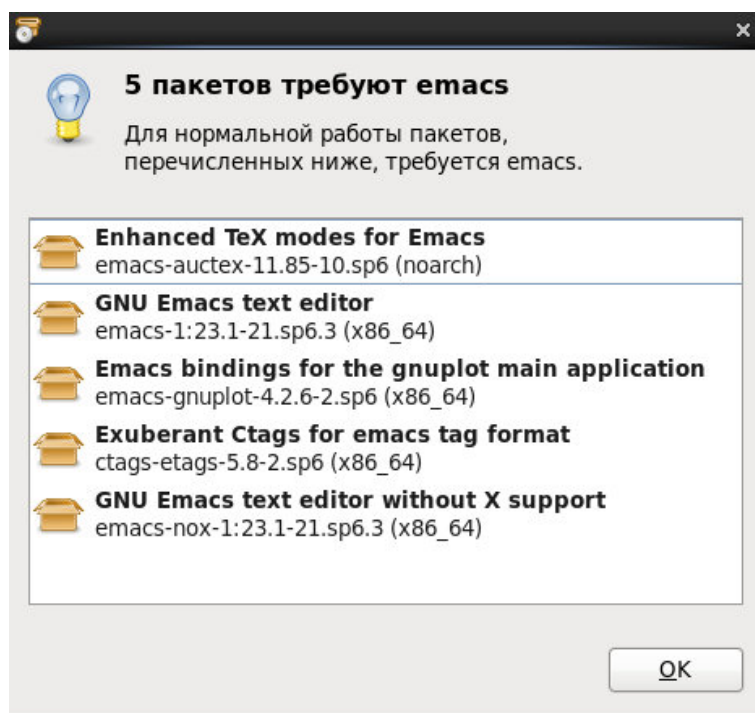 5 пакетов требуют emacs
Для нормальной работы пакетов,
перечисленных ниже, требуется emacs.
Enhanced TeX modes for Emacs
emacs-auctex-11.85-10.sp6 (noarch)
GNU Emacs text editor
emacs-1:23.1-21.sp6.3 (x86_64)
Emacs bindings for the gnuplot main application
emacs-gnuplot-4.2.6-2.sp6 (x86_64)
Exuberant Ctags for emacs tag format
ctags-etags-5.8-2.sp6 (x86_64)
GNU Emacs text editor without X support
emacs-nox-1:23.1-21.sp6.3 (x86_64)
OK